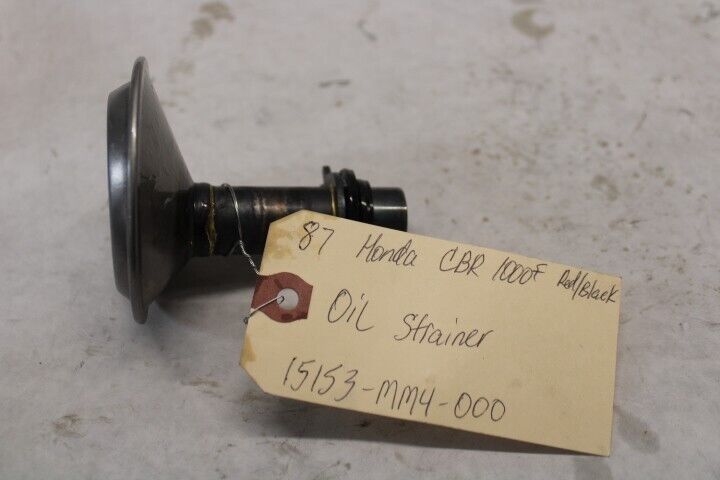 87 Honda CBR 1000F Red/Black
Oil Strainer
15153-MM4-000